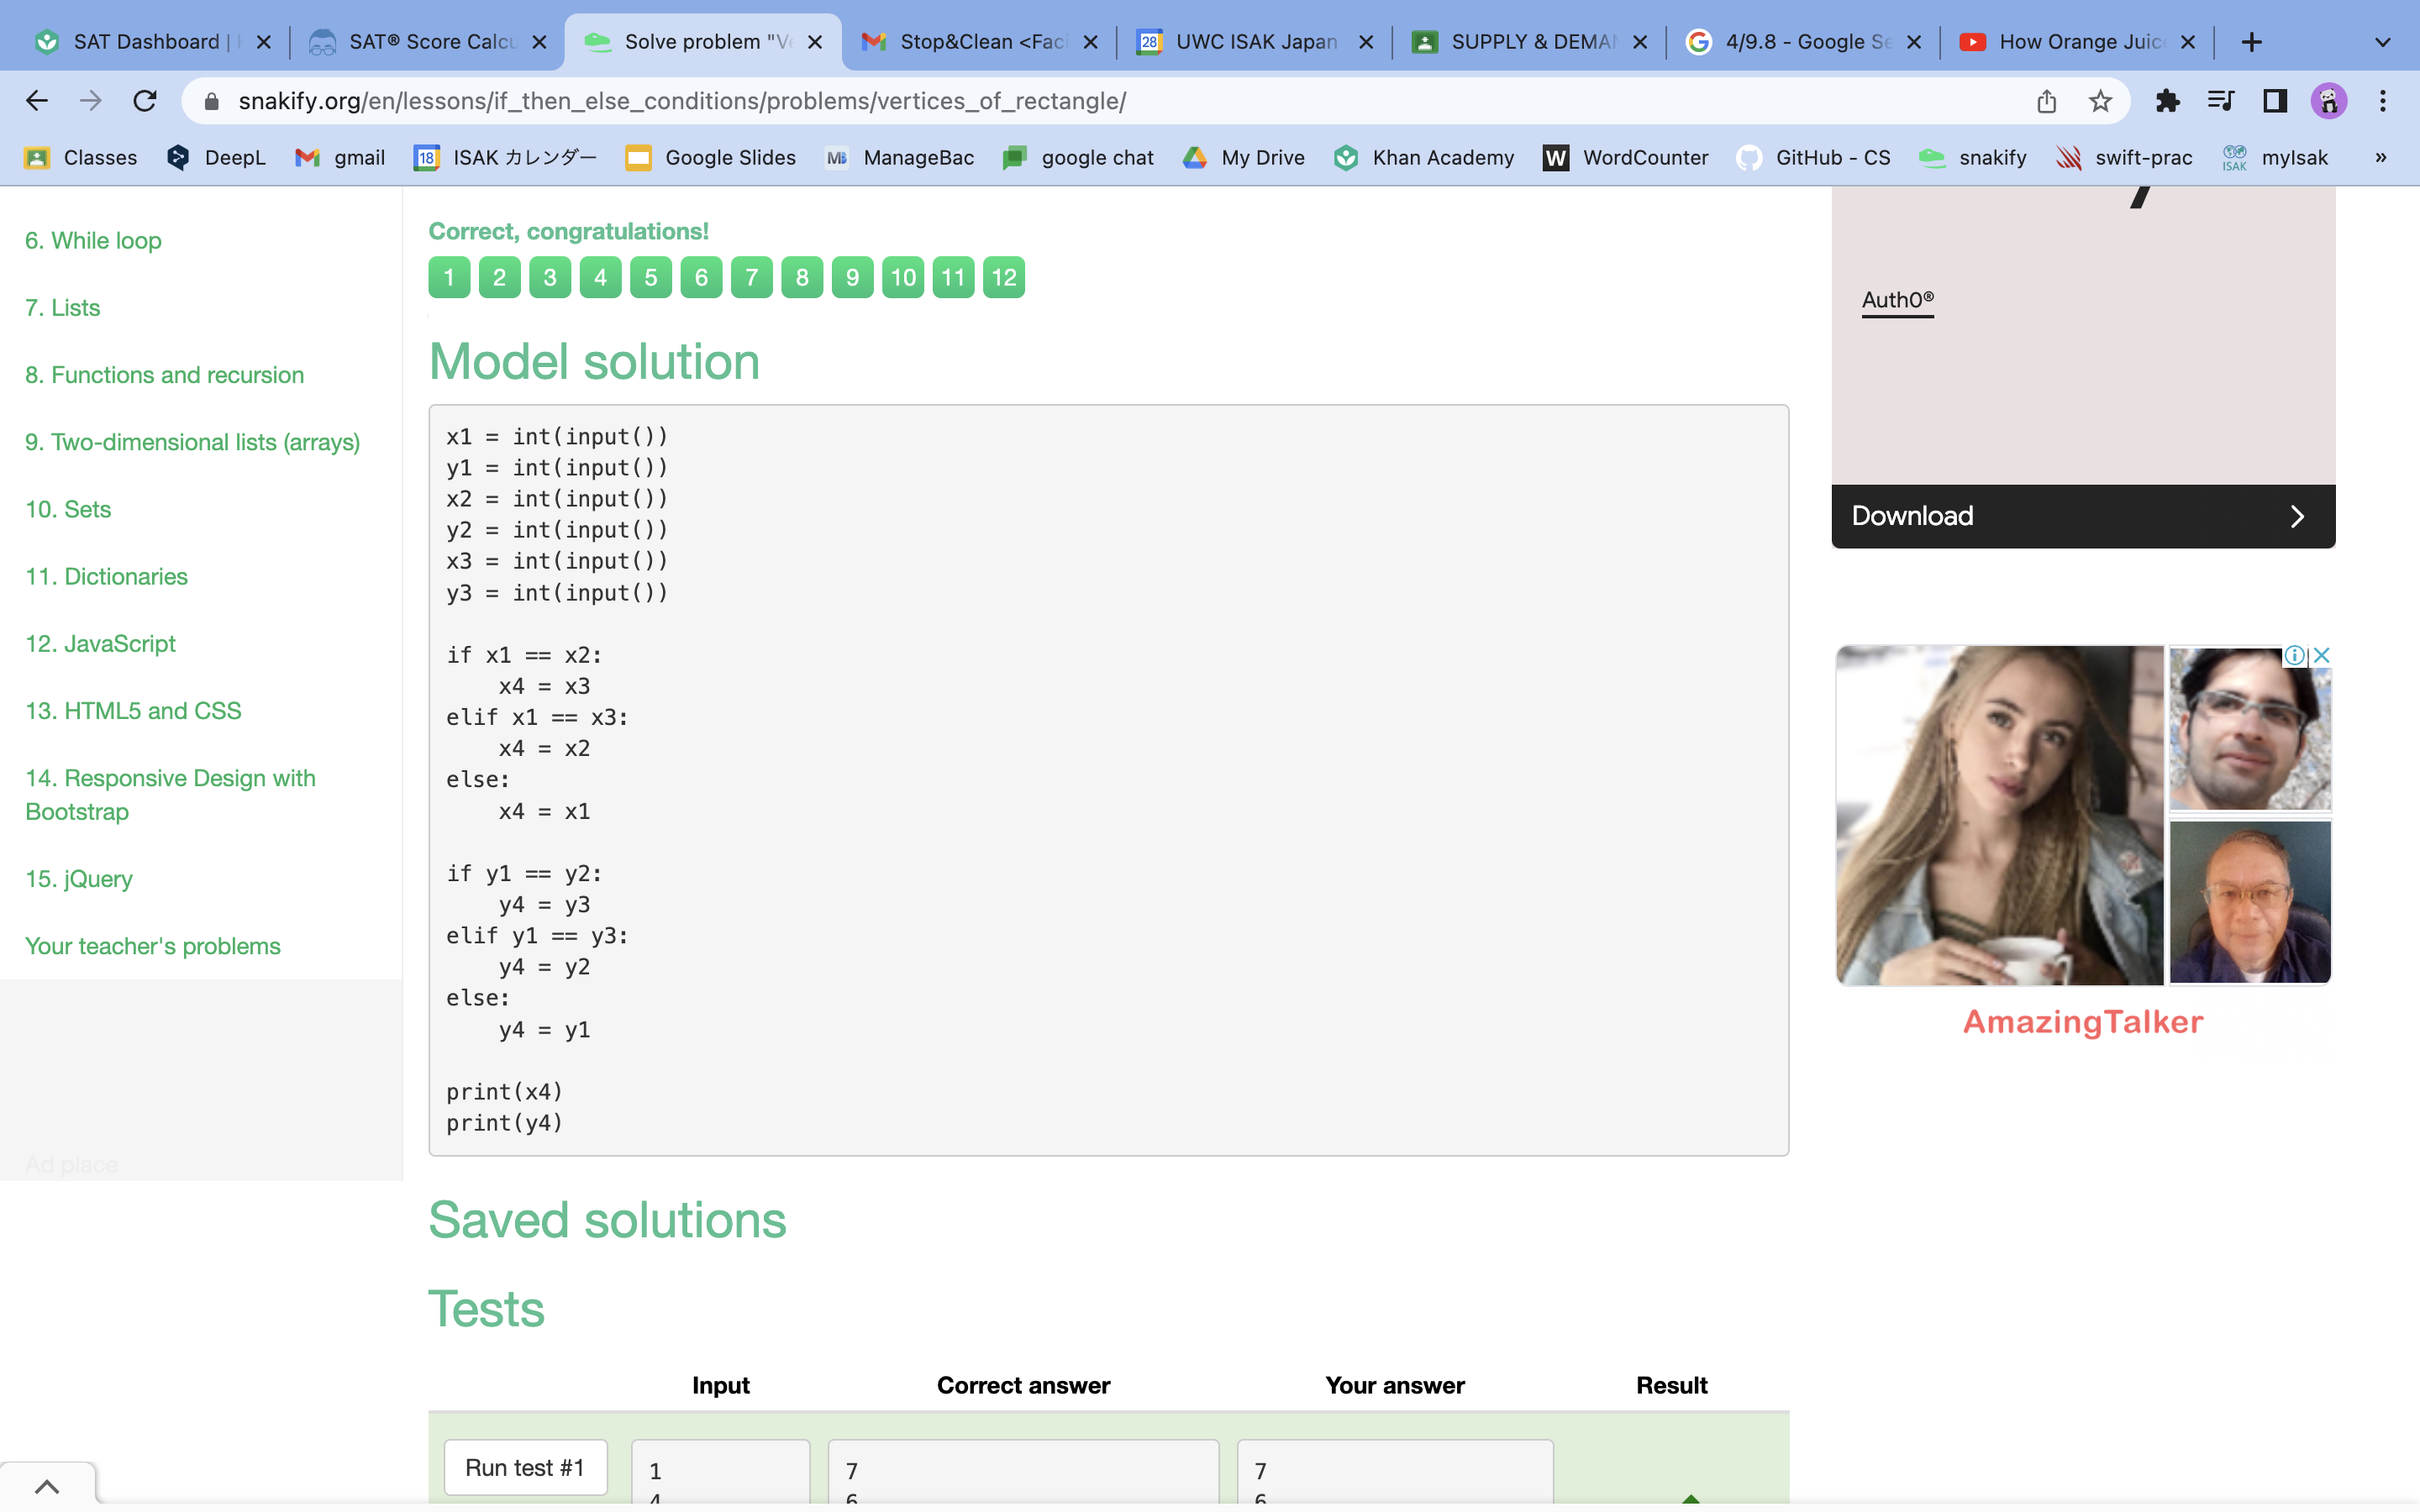 SAT Dashboard |
SAT® Score Calcu
Solve problem "Ve
Stop&Clean <Faci
28
UWC ISAK Japan
SUPPLY & DEMAN
4/9.8 - Google Se
How Orange Juic
snakify.org/en/lessons/if_then_else_conditions/problems/vertices_of_rectangle/
Classes
DeepL
gmail
18
ISAK カレンダー
Google Slides
MB
ManageBac
google chat
My Drive
Khan Academy
W
WordCounter
GitHub - CS
snakify
swift-prac
ISAK
myIsak
»
6. While loop
7. Lists
8. Functions and recursion
9. Two-dimensional lists (arrays)
10. Sets
11. Dictionaries
12. JavaScript
13. HTML5 and CSS
14. Responsive Design with
Bootstrap
15. jQuery
Your teacher's problems
Ad place
Correct, congratulations!
1 2 3 4 5 6 7 8 9 10 11 12
Model solution
x1 = int(input())
y1 = int(input())
x2 = int(input())
y2 = int(input())
x3 = int(input())
y3 = int(input())
if x1 == x2:
    x4 = x3
elif x1 == x3:
    x4 = x2
else:
    x4 = x1
if y1 == y2:
    y4 = y3
elif y1 == y3:
    y4 = y2
else:
    y4 = y1
print(x4)
print(y4)
Saved solutions
Tests
Input Correct answer Your answer Result
Run test #1 1 7 7
4 6 6
Auth0®
Download
AmazingTalker